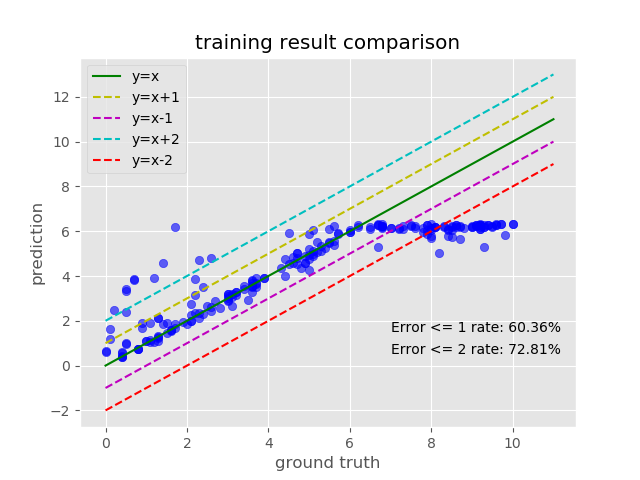 training result comparison
y=x
y=x+1
y=x-1
y=x+2
y=x-2
12
10
8
6
4
2
0
−2
prediction
Error <= 1 rate: 60.36%
Error <= 2 rate: 72.81%
0 2 4 6 8 10
ground truth